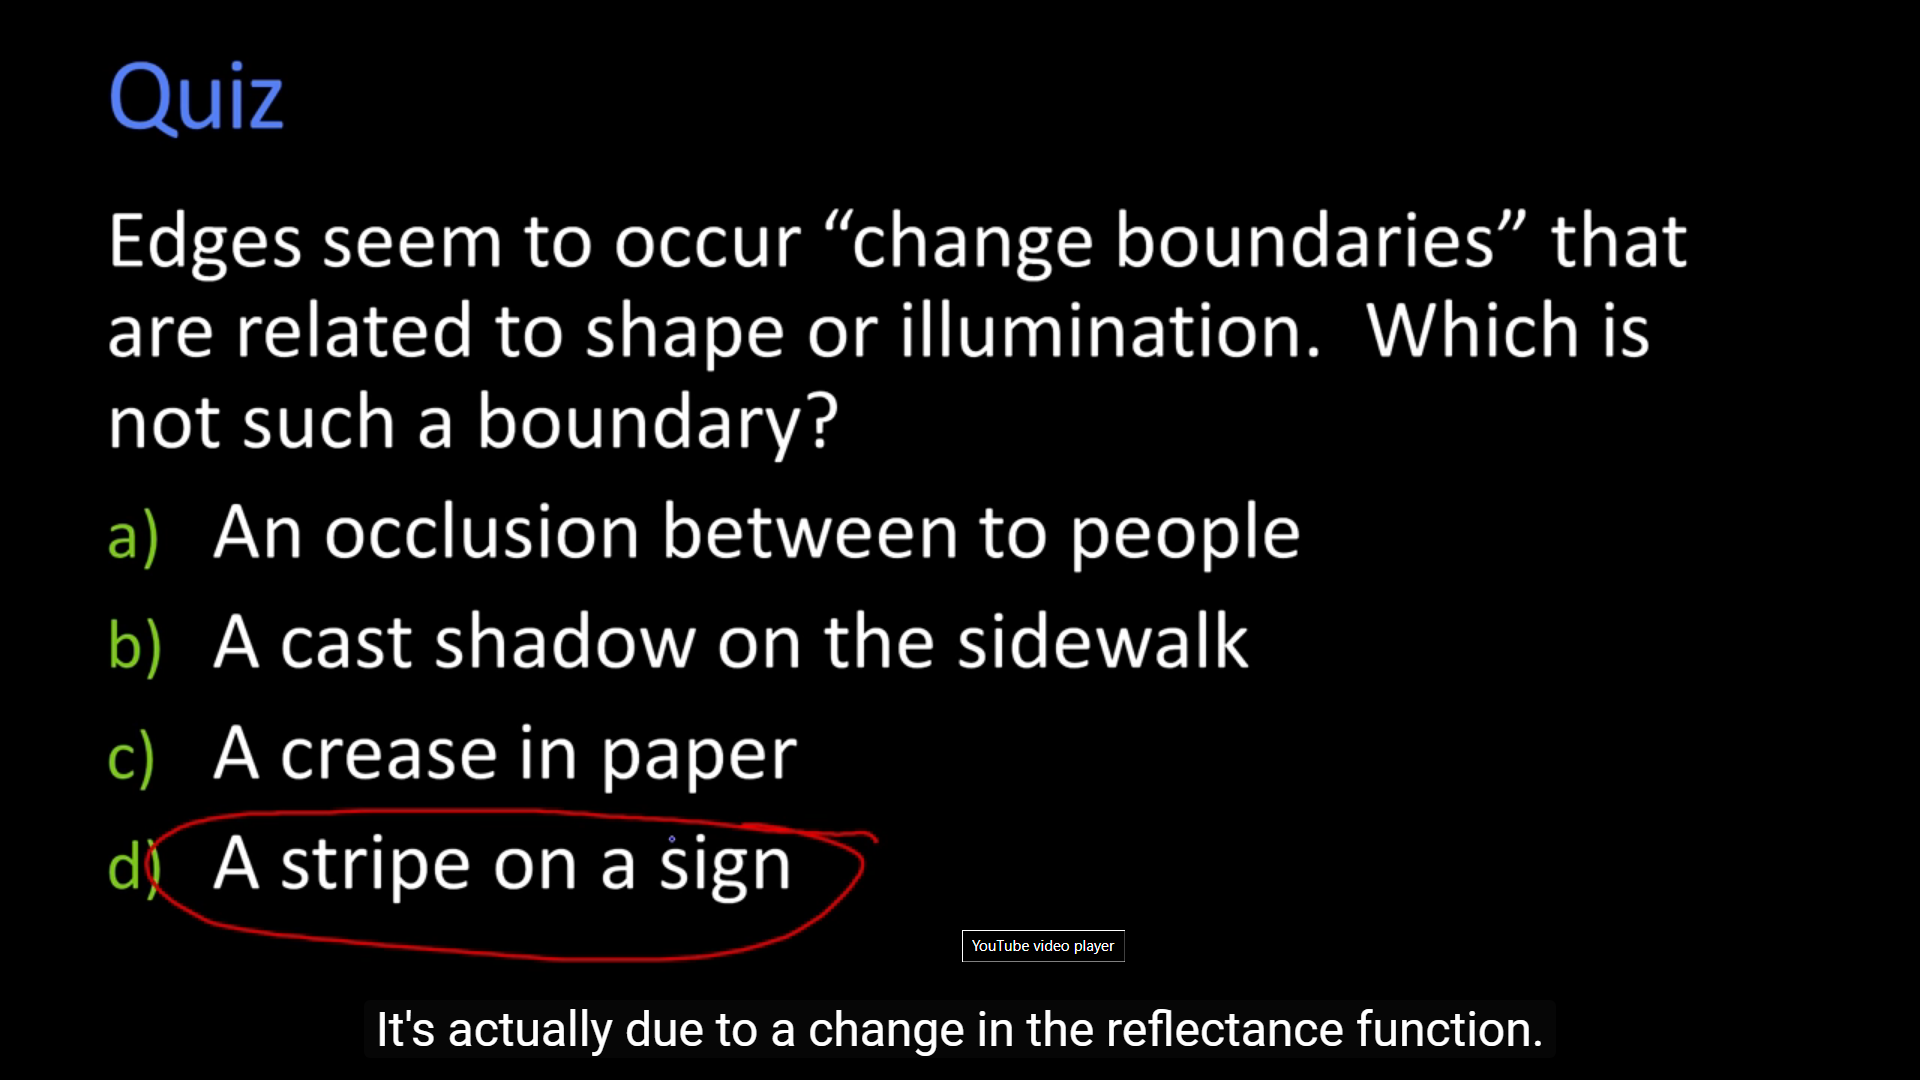 Quiz
Edges seem to occur “change boundaries” that
are related to shape or illumination.  Which is
not such a boundary?
a) An occlusion between to people
b) A cast shadow on the sidewalk
c) A crease in paper
d) A stripe on a sign
YouTube video player
It's actually due to a change in the reflectance function.